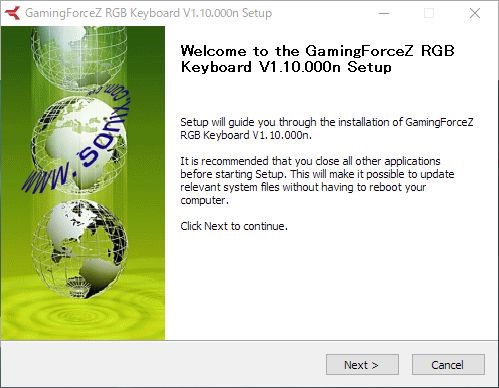 GamingForceZ RGB Keyboard V1.10.000n Setup
Welcome to the GamingForceZ RGB
Keyboard V1.10.000n Setup
Setup will guide you through the installation of GamingForceZ
RGB Keyboard V1.10.000n.
It is recommended that you close all other applications
before starting Setup. This will make it possible to update
relevant system files without having to reboot your
computer.
Click Next to continue.
www.sonix.com.tw
Next >
Cancel